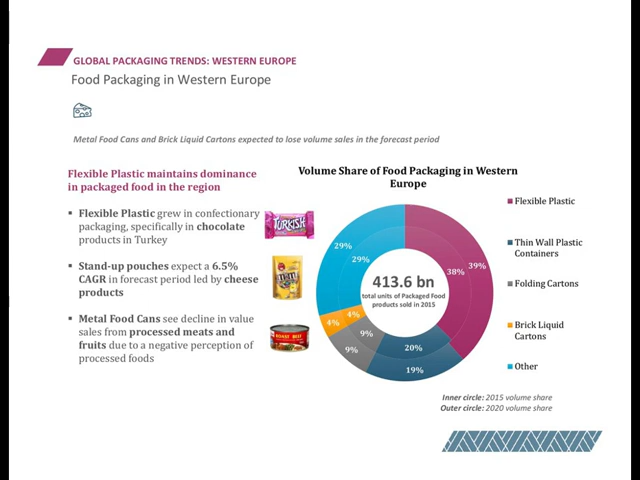 GLOBAL PACKAGING TRENDS: WESTERN EUROPE
Food Packaging in Western Europe
Metal Food Cans and Brick Liquid Cartons expected to lose volume sales in the forecast period
Flexible Plastic maintains dominance
in packaged food in the region
▪ Flexible Plastic grew in confectionary
packaging, specifically in chocolate
products in Turkey
▪ Stand-up pouches expect a 6.5%
CAGR in forecast period led by cheese
products
▪ Metal Food Cans see decline in value
sales from processed meats and
fruits due to a negative perception of
processed foods
TURKISH
m&m's
ROAST BEEF
Volume Share of Food Packaging in Western
Europe
29%
29%
38%
39%
4%
4%
9%
9%
20%
19%
413.6 bn
total units of Packaged Food
products sold in 2015
Flexible Plastic
Thin Wall Plastic
Containers
Folding Cartons
Brick Liquid
Cartons
Other
Inner circle: 2015 volume share
Outer circle: 2020 volume share